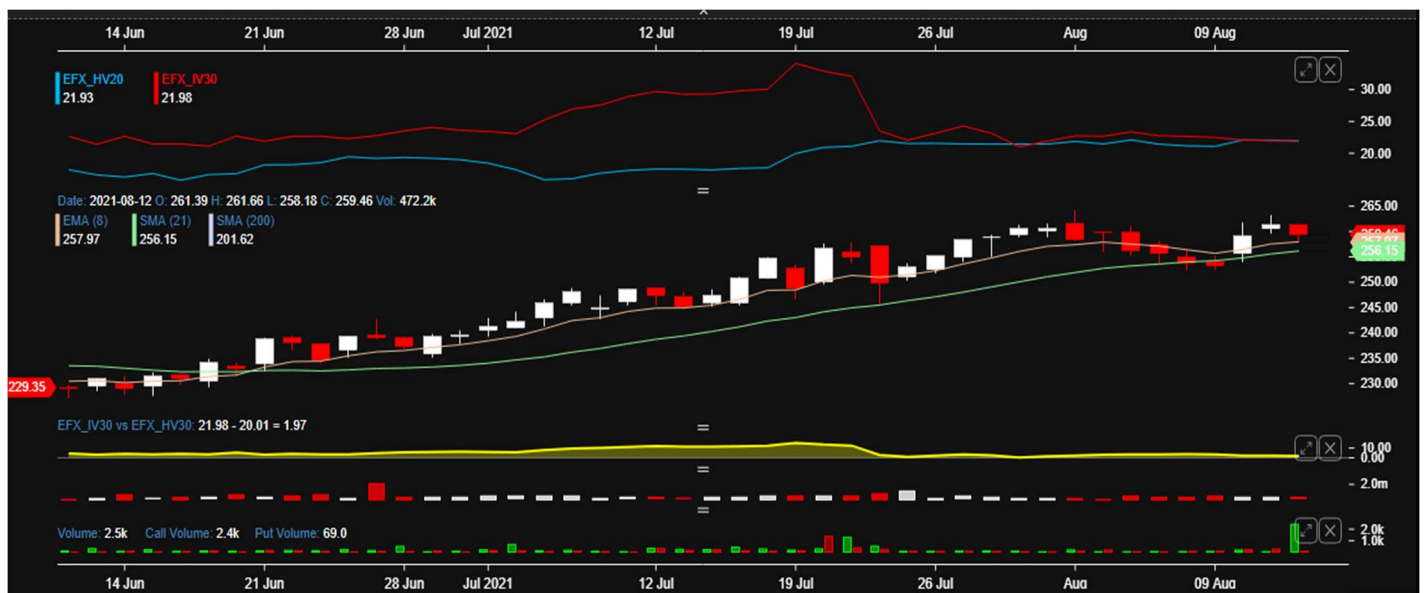 14 Jun 21 Jun 28 Jun Jul 2021 12 Jul 19 Jul 26 Jul Aug 09 Aug
EFX_HV20 EFX_IV30
21.93 21.98
30.00
25.00
20.00
Date: 2021-08-12 O: 261.39 H: 261.66 L: 258.18 C: 259.46 Vol: 472.2k
EMA (8) SMA (21) SMA (200)
257.97 256.15 201.62
265.00
259.46
257.97
256.15
250.00
245.00
240.00
235.00
230.00
229.35
EFX_IV30 vs EFX_HV30: 21.98 - 20.01 = 1.97
10.00
0.00
2.0m
Volume: 2.5k Call Volume: 2.4k Put Volume: 69.0
2.0k
1.0k
14 Jun 21 Jun 28 Jun Jul 2021 12 Jul 19 Jul 26 Jul Aug 09 Aug